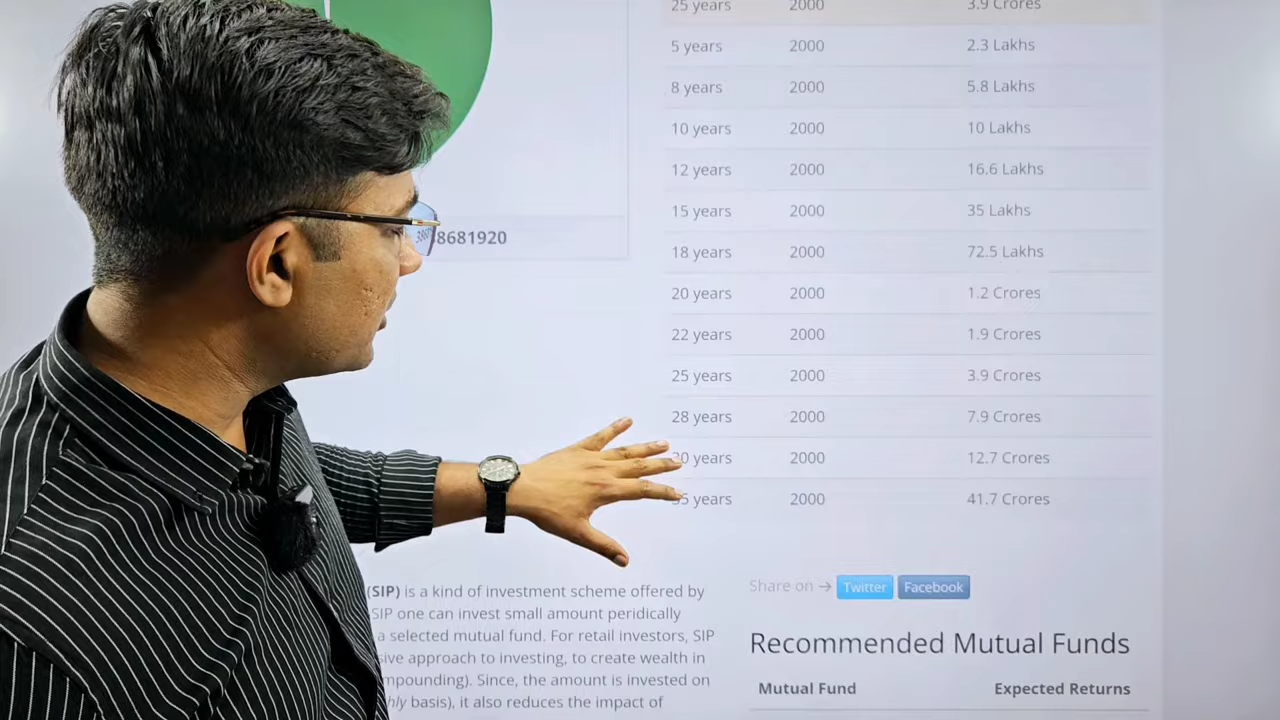 25 years 2000 3.9 Crores
5 years 2000 2.3 Lakhs
8 years 2000 5.8 Lakhs
10 years 2000 10 Lakhs
12 years 2000 16.6 Lakhs
15 years 2000 35 Lakhs
18 years 2000 72.5 Lakhs
20 years 2000 1.2 Crores
22 years 2000 1.9 Crores
25 years 2000 3.9 Crores
28 years 2000 7.9 Crores
30 years 2000 12.7 Crores
35 years 2000 41.7 Crores
8681920
(SIP) is a kind of investment scheme offered by
SIP one can invest small amount peridically
a selected mutual fund. For retail investors, SIP
sive approach to investing, to create wealth in
mpounding). Since, the amount is invested on
hly basis), it also reduces the impact of
Share on → Twitter Facebook
Recommended Mutual Funds
Mutual Fund Expected Returns